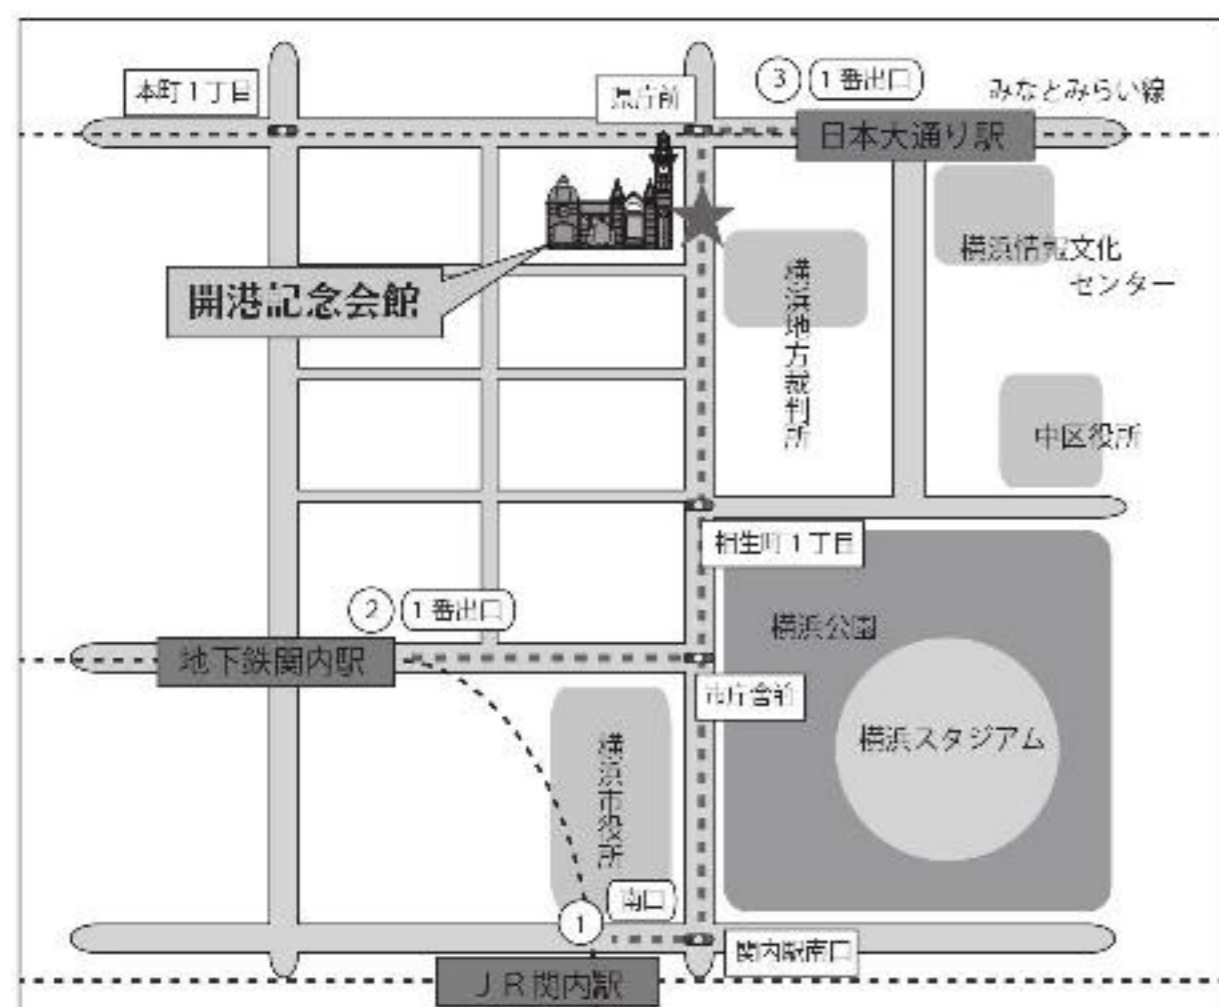 ③ 1番出口
みなとみらい線
本町1丁目
県庁前
日本大通り駅
横浜情報文化
センター
開港記念会館
横浜地方裁判所
中区役所
相生町1丁目
② 1番出口
横浜公園
地下鉄関内駅
市庁舎前
横浜スタジアム
横浜市役所
南口
①
関内駅南口
JR関内駅